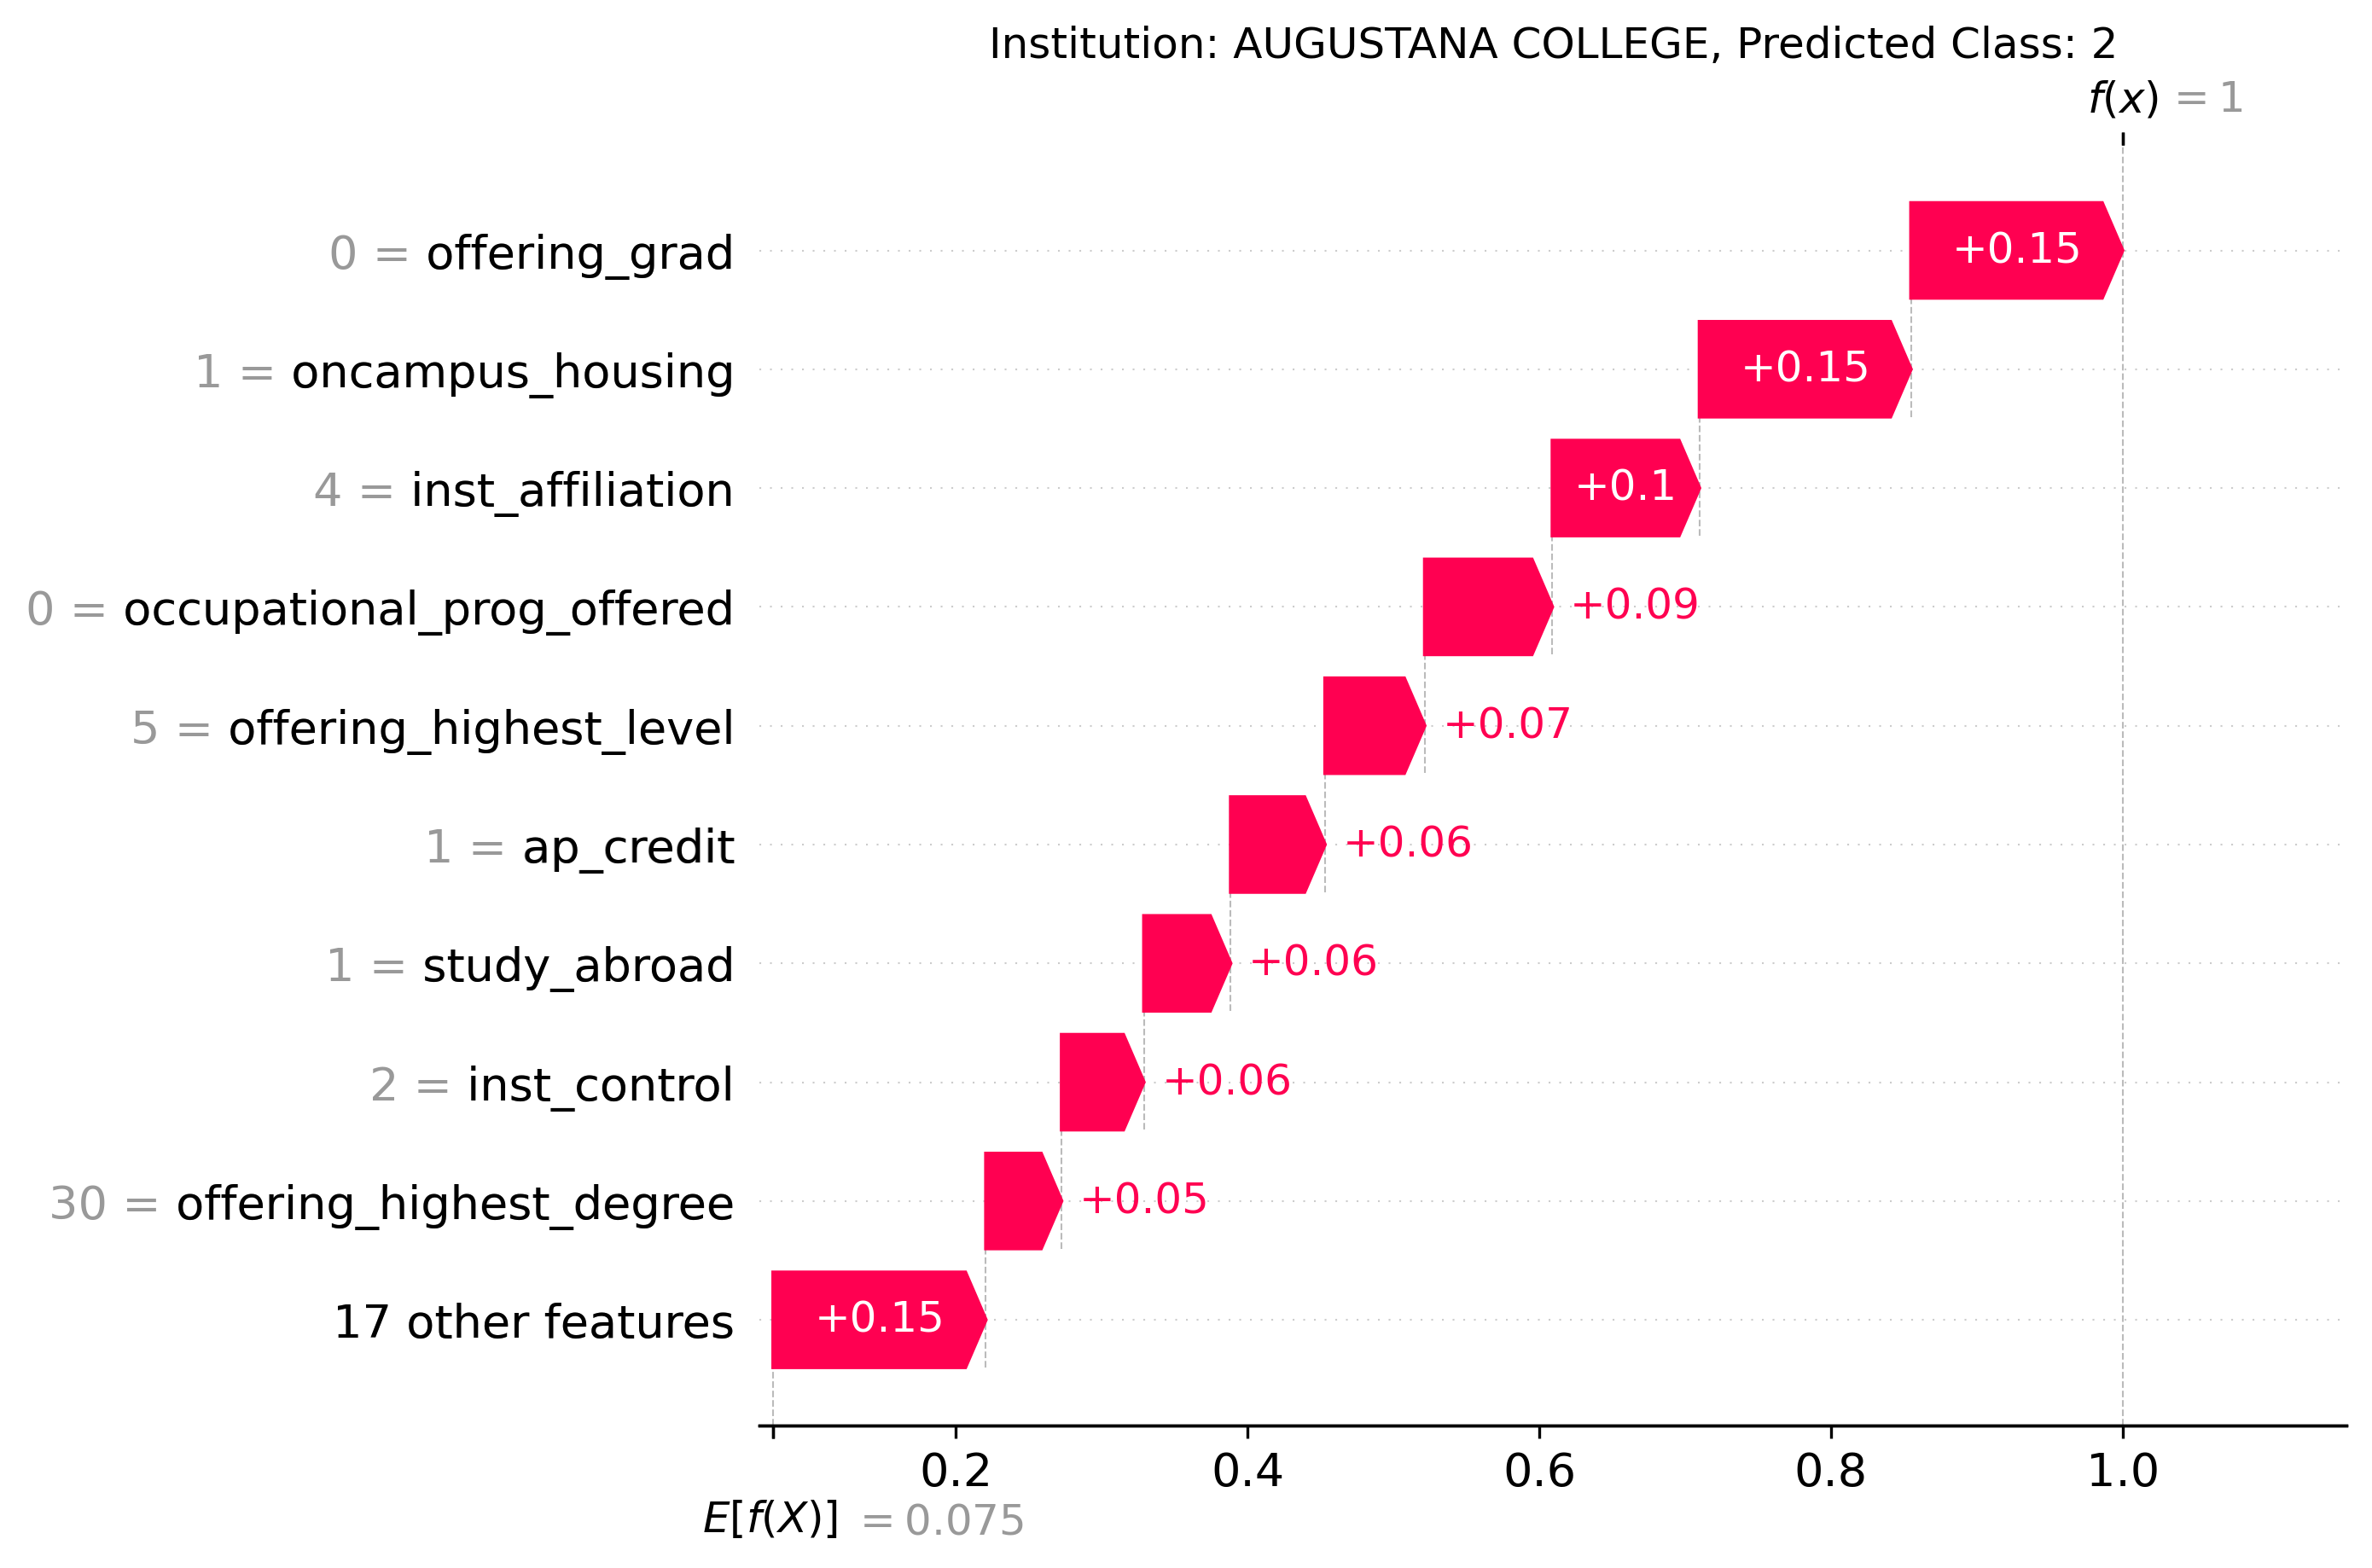 Institution: AUGUSTANA COLLEGE, Predicted Class: 2
f(x) = 1
0 = offering_grad +0.15
1 = oncampus_housing +0.15
4 = inst_affiliation +0.1
0 = occupational_prog_offered +0.09
5 = offering_highest_level +0.07
1 = ap_credit +0.06
1 = study_abroad +0.06
2 = inst_control +0.06
30 = offering_highest_degree +0.05
17 other features +0.15
0.2 0.4 0.6 0.8 1.0
E[f(X)] = 0.075